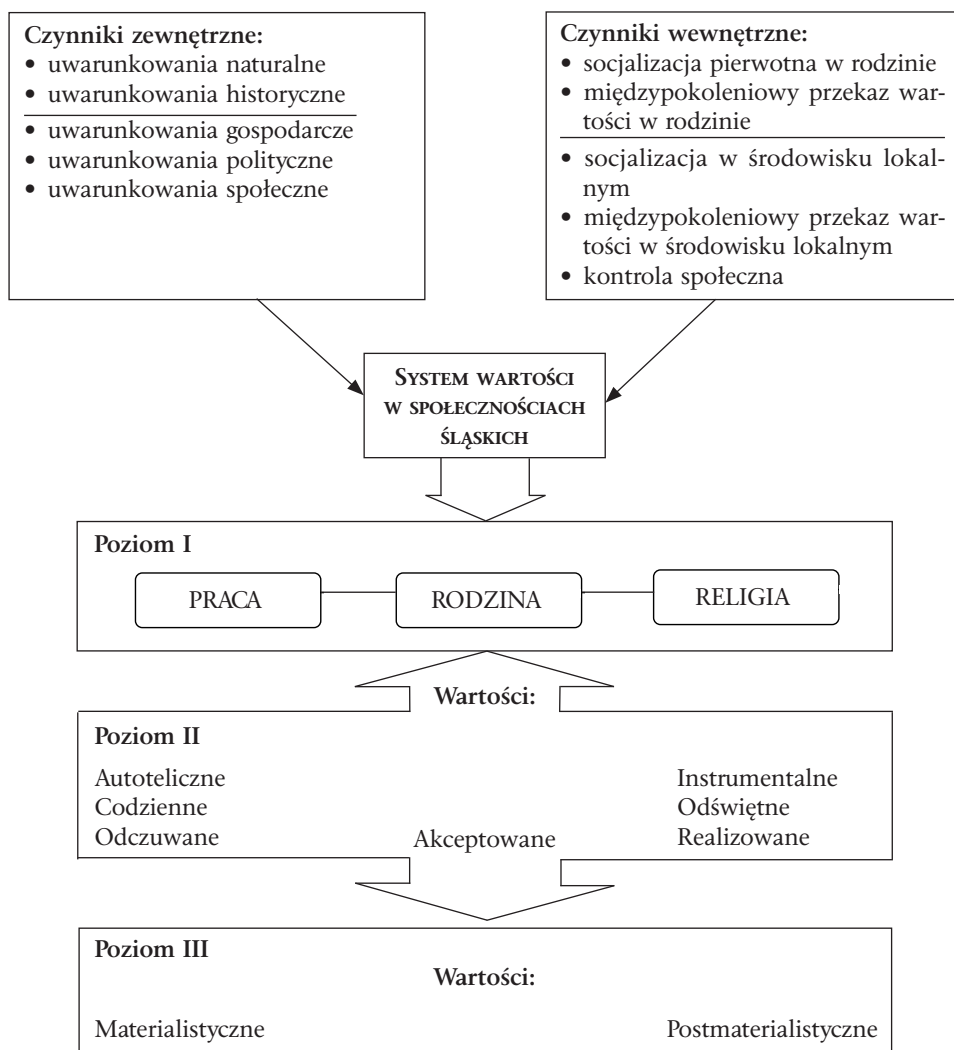 Czynniki zewnętrzne:
• uwarunkowania naturalne
• uwarunkowania historyczne
• uwarunkowania gospodarcze
• uwarunkowania polityczne
• uwarunkowania społeczne
Czynniki wewnętrzne:
• socjalizacja pierwotna w rodzinie
• międzypokoleniowy przekaz war-
tości w rodzinie
• socjalizacja w środowisku lokal-
nym
• międzypokoleniowy przekaz war-
tości w środowisku lokalnym
• kontrola społeczna
SYSTEM WARTOŚCI
W SPOŁECZNOŚCIACH
ŚLĄSKICH
Poziom I
PRACA RODZINA RELIGIA
Wartości:
Poziom II
Autoteliczne Instrumentalne
Codzienne Odświętne
Odczuwane Akceptowane Realizowane
Poziom III
Wartości:
Materialistyczne Postmaterialistyczne